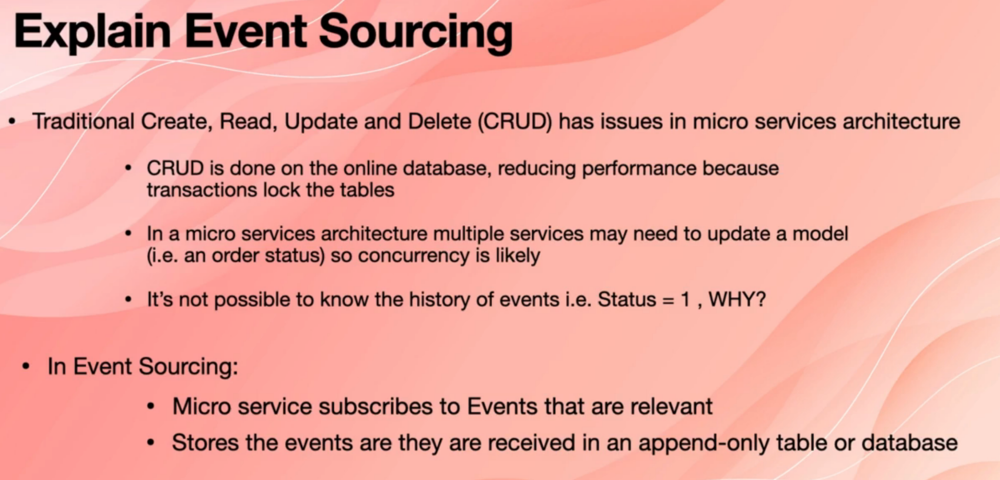 Explain Event Sourcing
• Traditional Create, Read, Update and Delete (CRUD) has issues in micro services architecture
• CRUD is done on the online database, reducing performance because
transactions lock the tables
• In a micro services architecture multiple services may need to update a model
(i.e. an order status) so concurrency is likely
• It’s not possible to know the history of events i.e. Status = 1 , WHY?
• In Event Sourcing:
• Micro service subscribes to Events that are relevant
• Stores the events are they are received in an append-only table or database